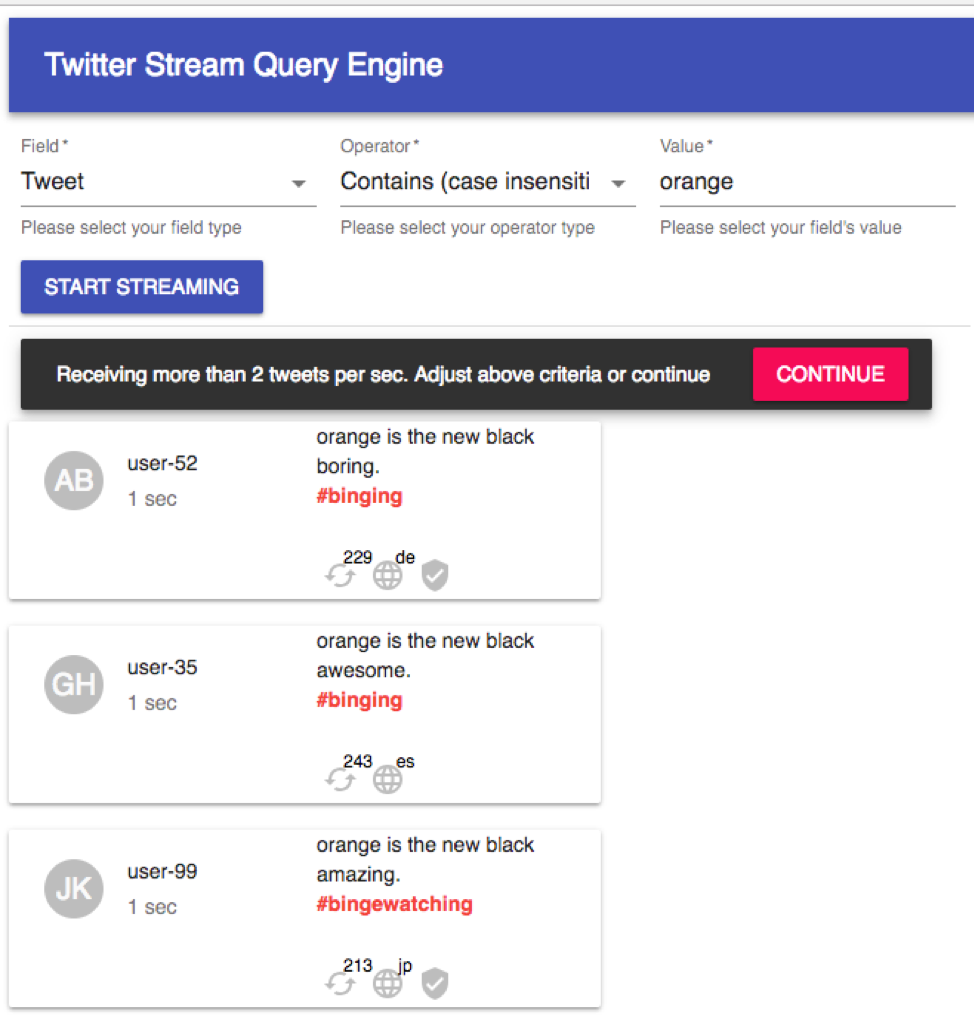 Twitter Stream Query Engine
Field *
Operator *
Value *
Tweet
Contains (case insensiti
orange
Please select your field type
Please select your operator type
Please select your field's value
START STREAMING
Receiving more than 2 tweets per sec. Adjust above criteria or continue
CONTINUE
AB
user-52
1 sec
orange is the new black
boring.
#binging
229
de
GH
user-35
1 sec
orange is the new black
awesome.
#binging
243
es
JK
user-99
1 sec
orange is the new black
amazing.
#bingewatching
213
jp